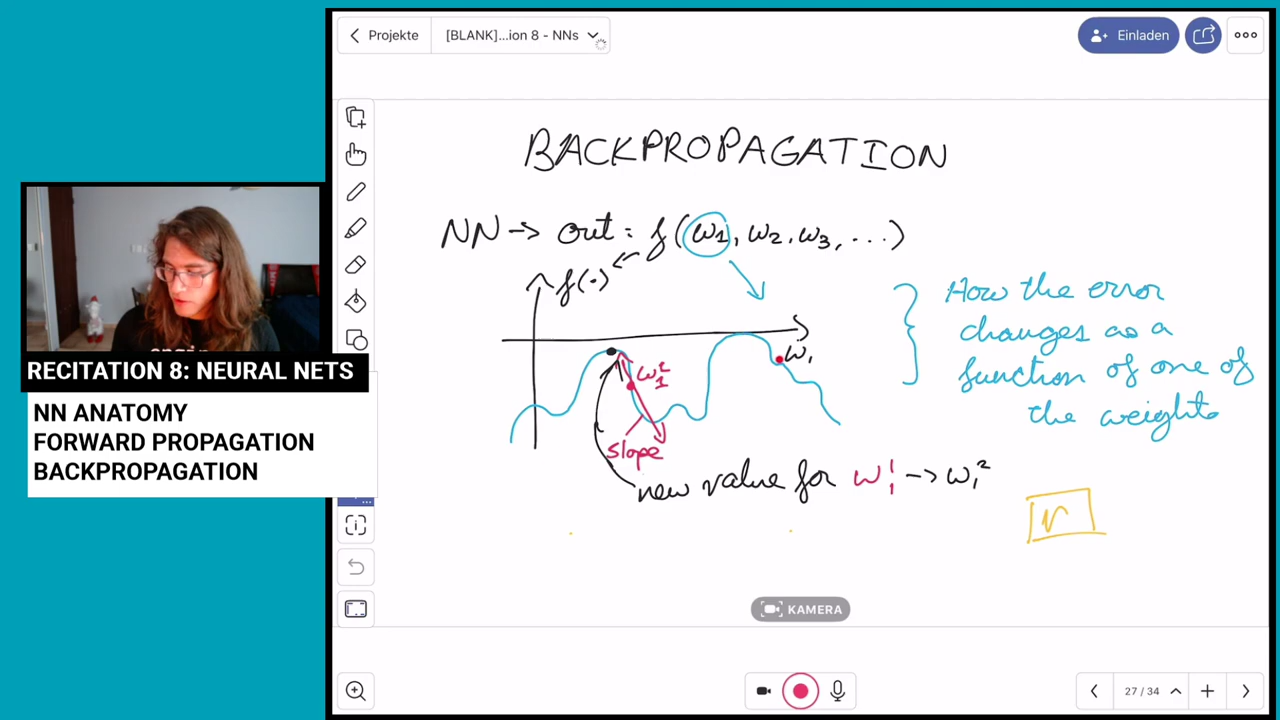 Projekte
[BLANK]...ion 8 - NNs
Einladen
BACKPROPAGATION
NN → out = f(w1, w2, w3, ...)
f(·)
How the error
changes as a
function of one of
the weights
w1
w1²
slope
new value for w1¹ → w1²
r
RECITATION 8: NEURAL NETS
NN ANATOMY
FORWARD PROPAGATION
BACKPROPAGATION
KAMERA
27 / 34